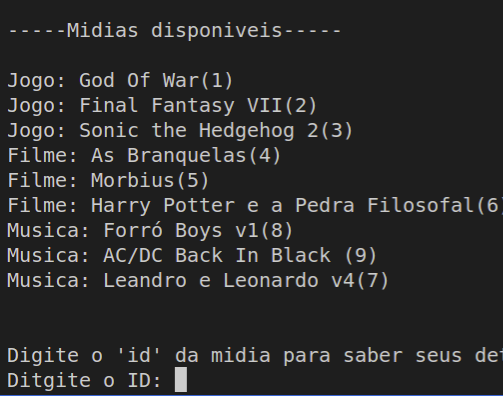 -----Midias disponiveis-----
Jogo: God Of War(1)
Jogo: Final Fantasy VII(2)
Jogo: Sonic the Hedgehog 2(3)
Filme: As Branquelas(4)
Filme: Morbius(5)
Filme: Harry Potter e a Pedra Filosofal(6)
Musica: Forró Boys v1(8)
Musica: AC/DC Back In Black (9)
Musica: Leandro e Leonardo v4(7)
Digite o 'id' da midia para saber seus
Ditgite o ID: